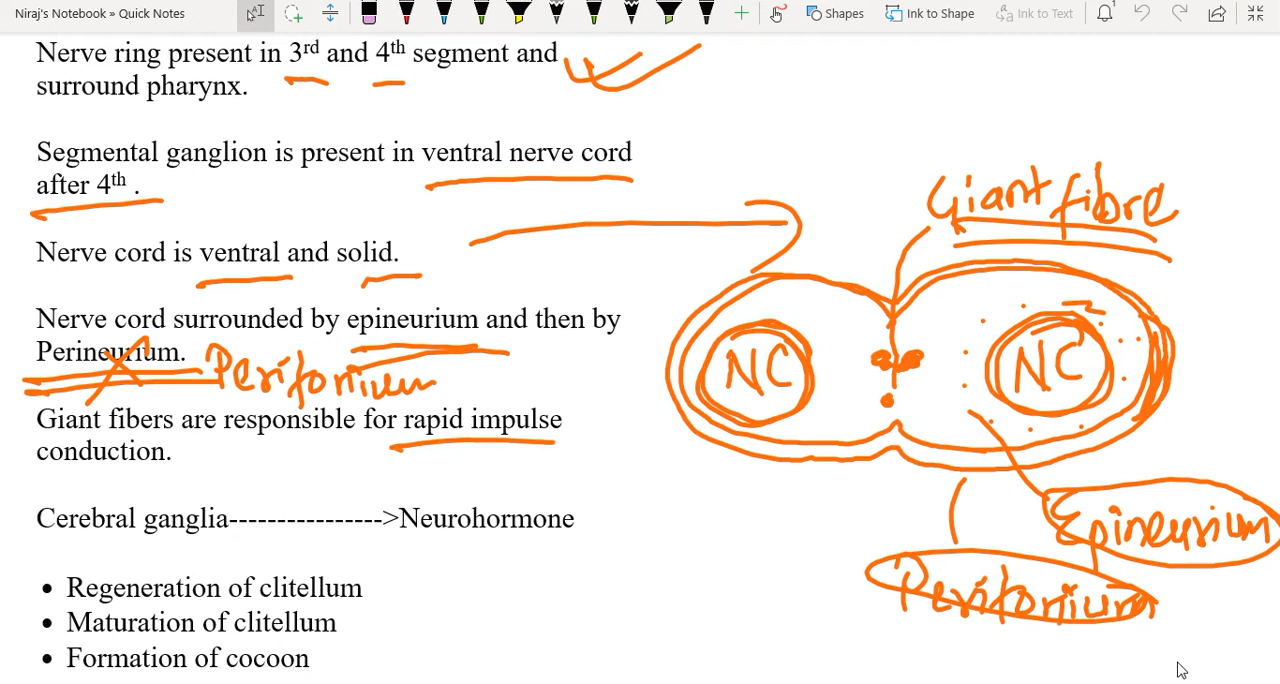 Niraj's Notebook » Quick Notes
Shapes
Ink to Shape
Ink to Text
Nerve ring present in 3rd and 4th segment and
surround pharynx.
Segmental ganglion is present in ventral nerve cord
after 4th .
Giant fibre
Nerve cord is ventral and solid.
Nerve cord surrounded by epineurium and then by
Perineurium.
Peritonium
NC
NC
Giant fibers are responsible for rapid impulse
conduction.
Cerebral ganglia---------------->Neurohormone
Epineurium
Peritonium
• Regeneration of clitellum
• Maturation of clitellum
• Formation of cocoon